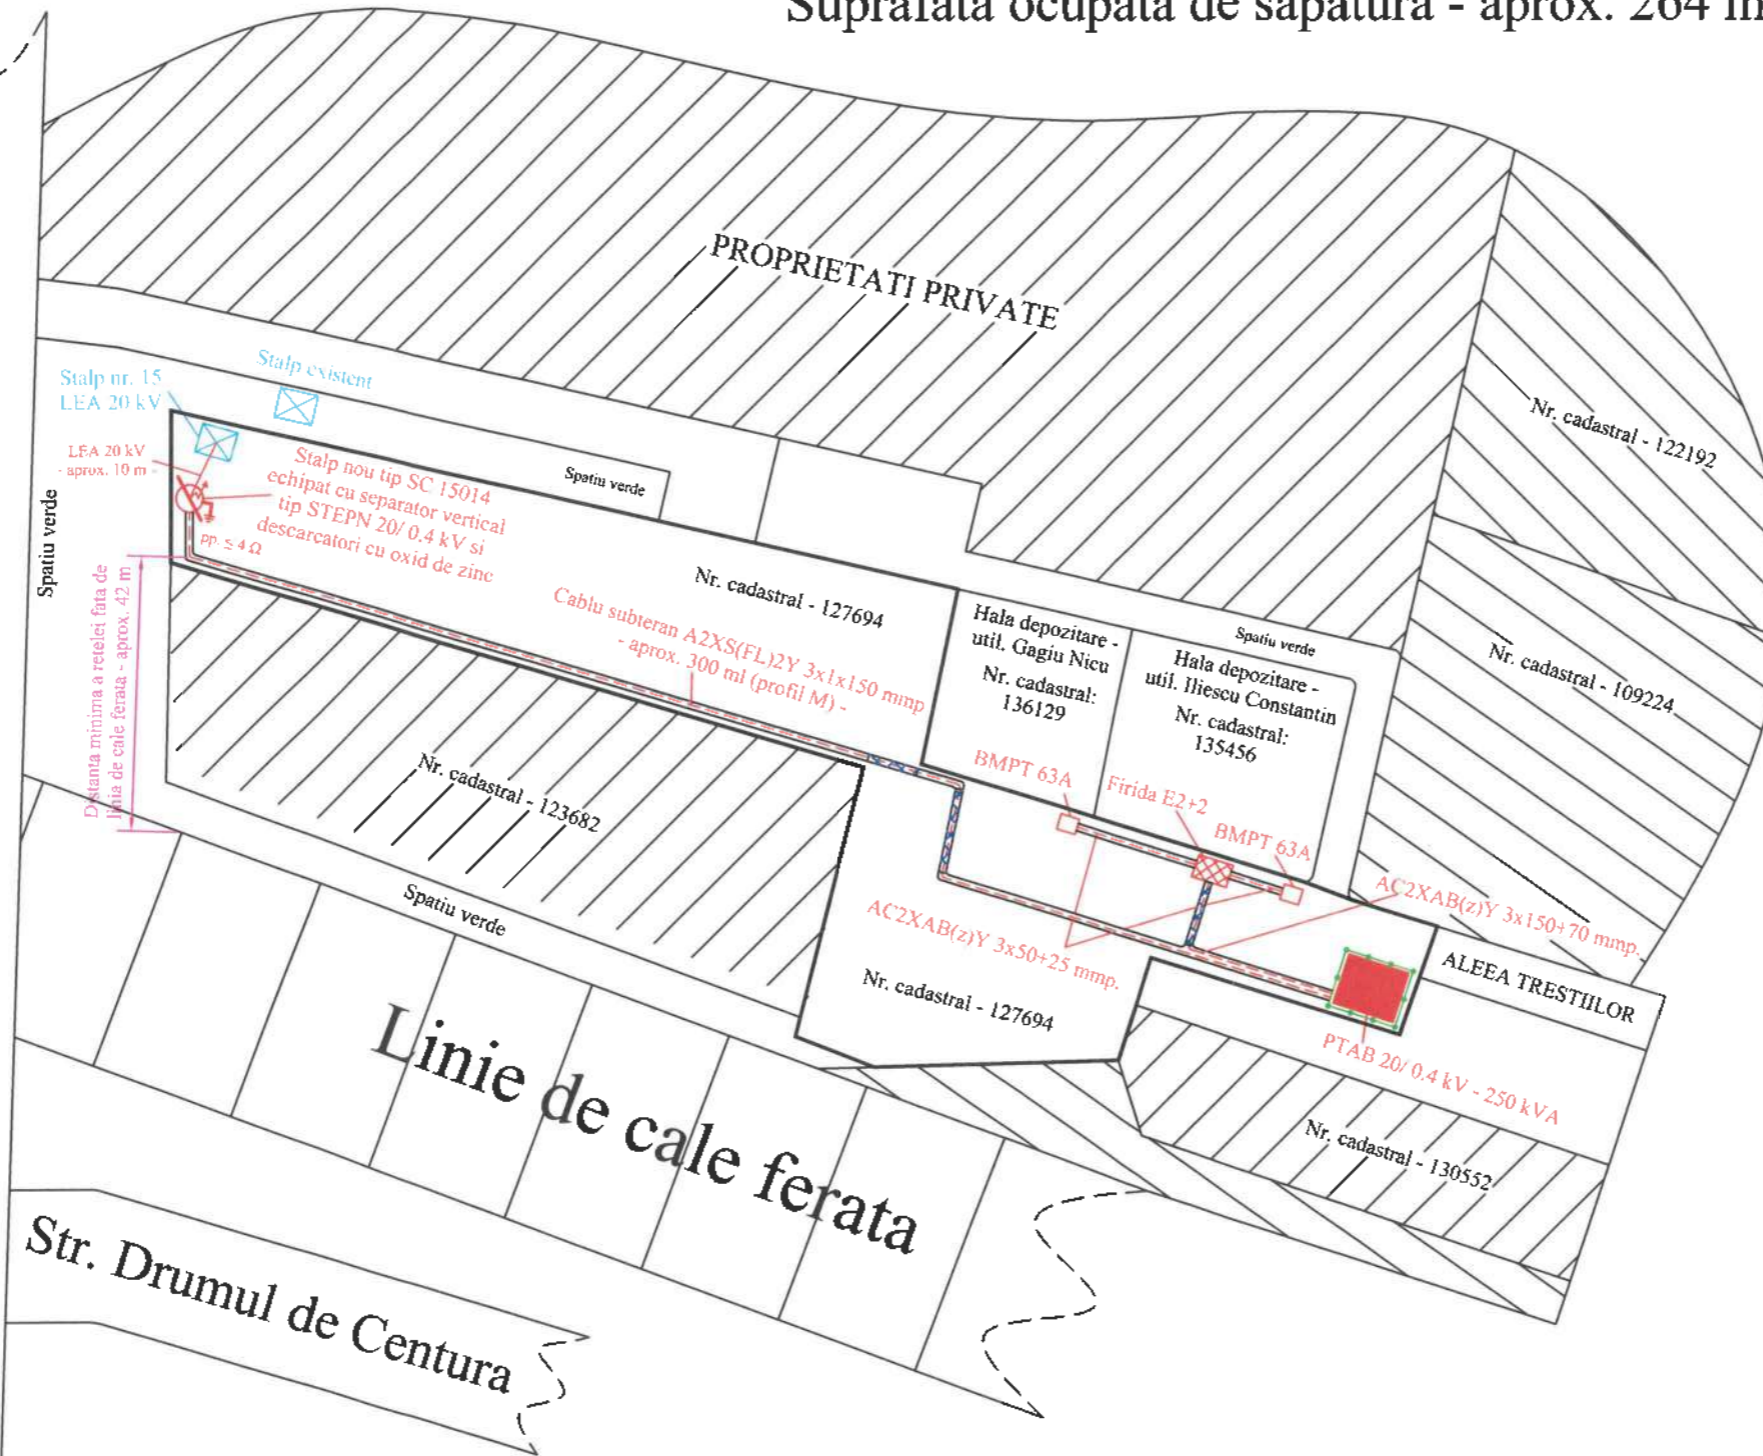 Suprafata ocupata de sapatura - aprox. 264 m
PROPRIETATI PRIVATE
Nr. cadastral - 122192
Stalp existent
Stalp nr. 15
LEA 20 kV
LEA 20 kV
- aprox. 10 m -
Stalp nou tip SC 15014
echipat cu separator vertical
tip STEPN 20/ 0.4 kV si
descarcatori cu oxid de zinc
pp. ≤ 4 Ω
Spatiu verde
Spatiu verde
Distanta minima a retelei fata de
linia de cale ferata - aprox. 42 m
Nr. cadastral - 127694
Cablu subteran A2XS(FL)2Y 3x1x150 mmp
- aprox. 300 ml (profil M) -
Hala depozitare -
util. Gagiu Nicu
Nr. cadastral:
136129
Spatiu verde
Hala depozitare -
util. Iliescu Constantin
Nr. cadastral:
135456
Nr. cadastral - 109224
BMPT 63A
Firida E2+2
BMPT 63A
Nr. cadastral - 123682
Spatiu verde
AC2XAB(z)Y 3x150+70 mmp.
AC2XAB(z)Y 3x50+25 mmp.
Nr. cadastral - 127694
ALEEA TRESTIILOR
PTAB 20/ 0.4 kV - 250 kVA
Nr. cadastral - 130552
Linie de cale ferata
Str. Drumul de Centura